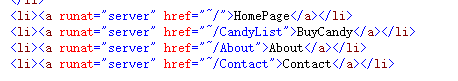 </li>
<li><a runat="server" href="~/">HomePage</a></li>
<li><a runat="server" href="~/CandyList">BuyCandy</a></li>
<li><a runat="server" href="~/About">About</a></li>
<li><a runat="server" href="~/Contact">Contact</a></li>